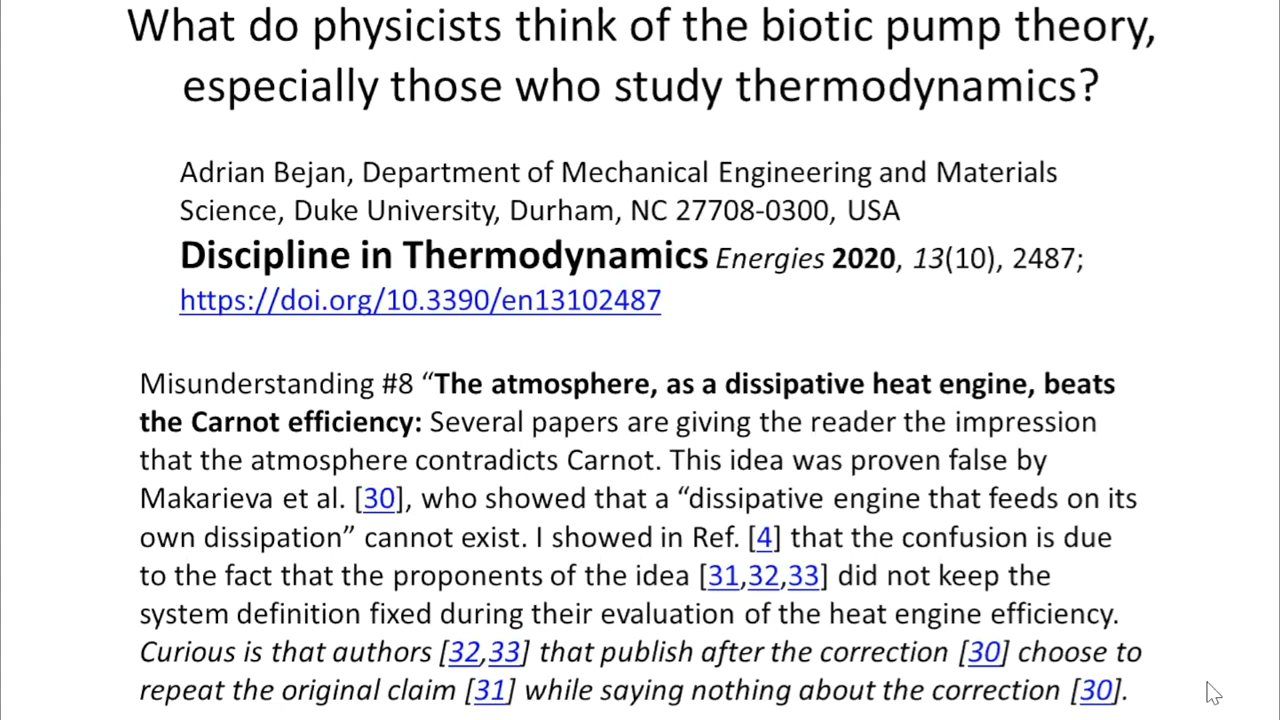 What do physicists think of the biotic pump theory,
especially those who study thermodynamics?
Adrian Bejan, Department of Mechanical Engineering and Materials
Science, Duke University, Durham, NC 27708-0300, USA
Discipline in Thermodynamics Energies 2020, 13(10), 2487;
https://doi.org/10.3390/en13102487
Misunderstanding #8 “The atmosphere, as a dissipative heat engine, beats
the Carnot efficiency: Several papers are giving the reader the impression
that the atmosphere contradicts Carnot. This idea was proven false by
Makarieva et al. [30], who showed that a “dissipative engine that feeds on its
own dissipation” cannot exist. I showed in Ref. [4] that the confusion is due
to the fact that the proponents of the idea [31,32,33] did not keep the
system definition fixed during their evaluation of the heat engine efficiency.
Curious is that authors [32,33] that publish after the correction [30] choose to
repeat the original claim [31] while saying nothing about the correction [30].